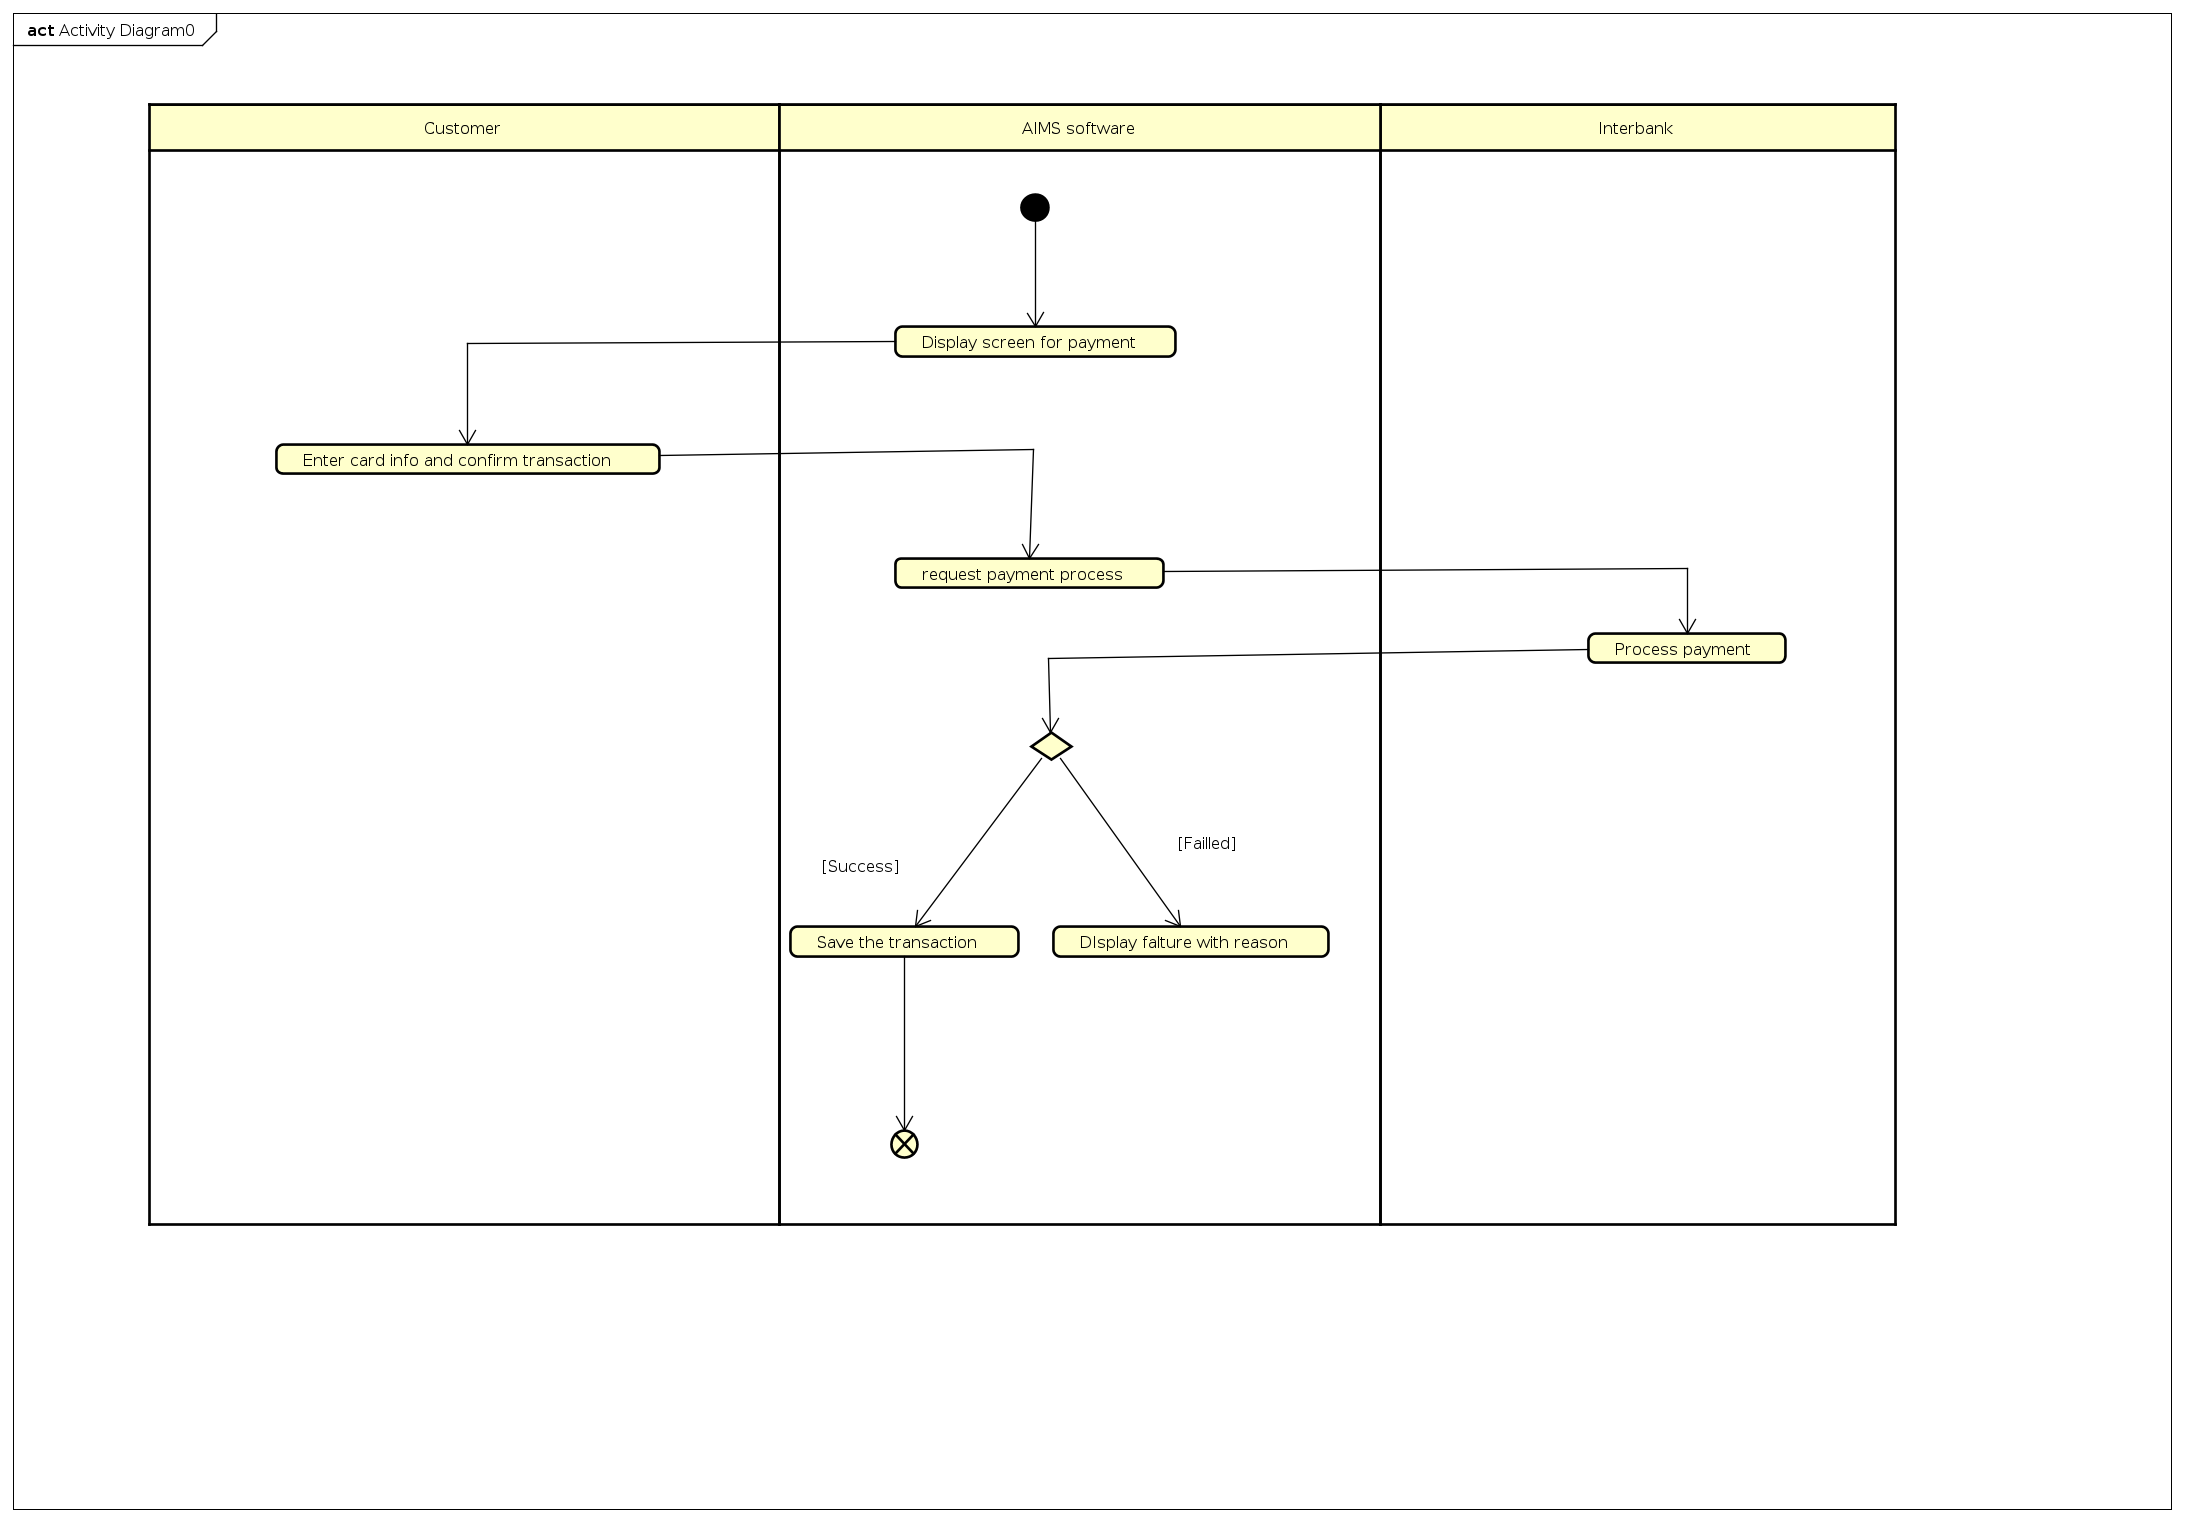 act Activity Diagram0
Customer
AIMS software
Interbank
Display screen for payment
Enter card info and confirm transaction
request payment process
Process payment
[Failled]
[Success]
Save the transaction
DIsplay falture with reason